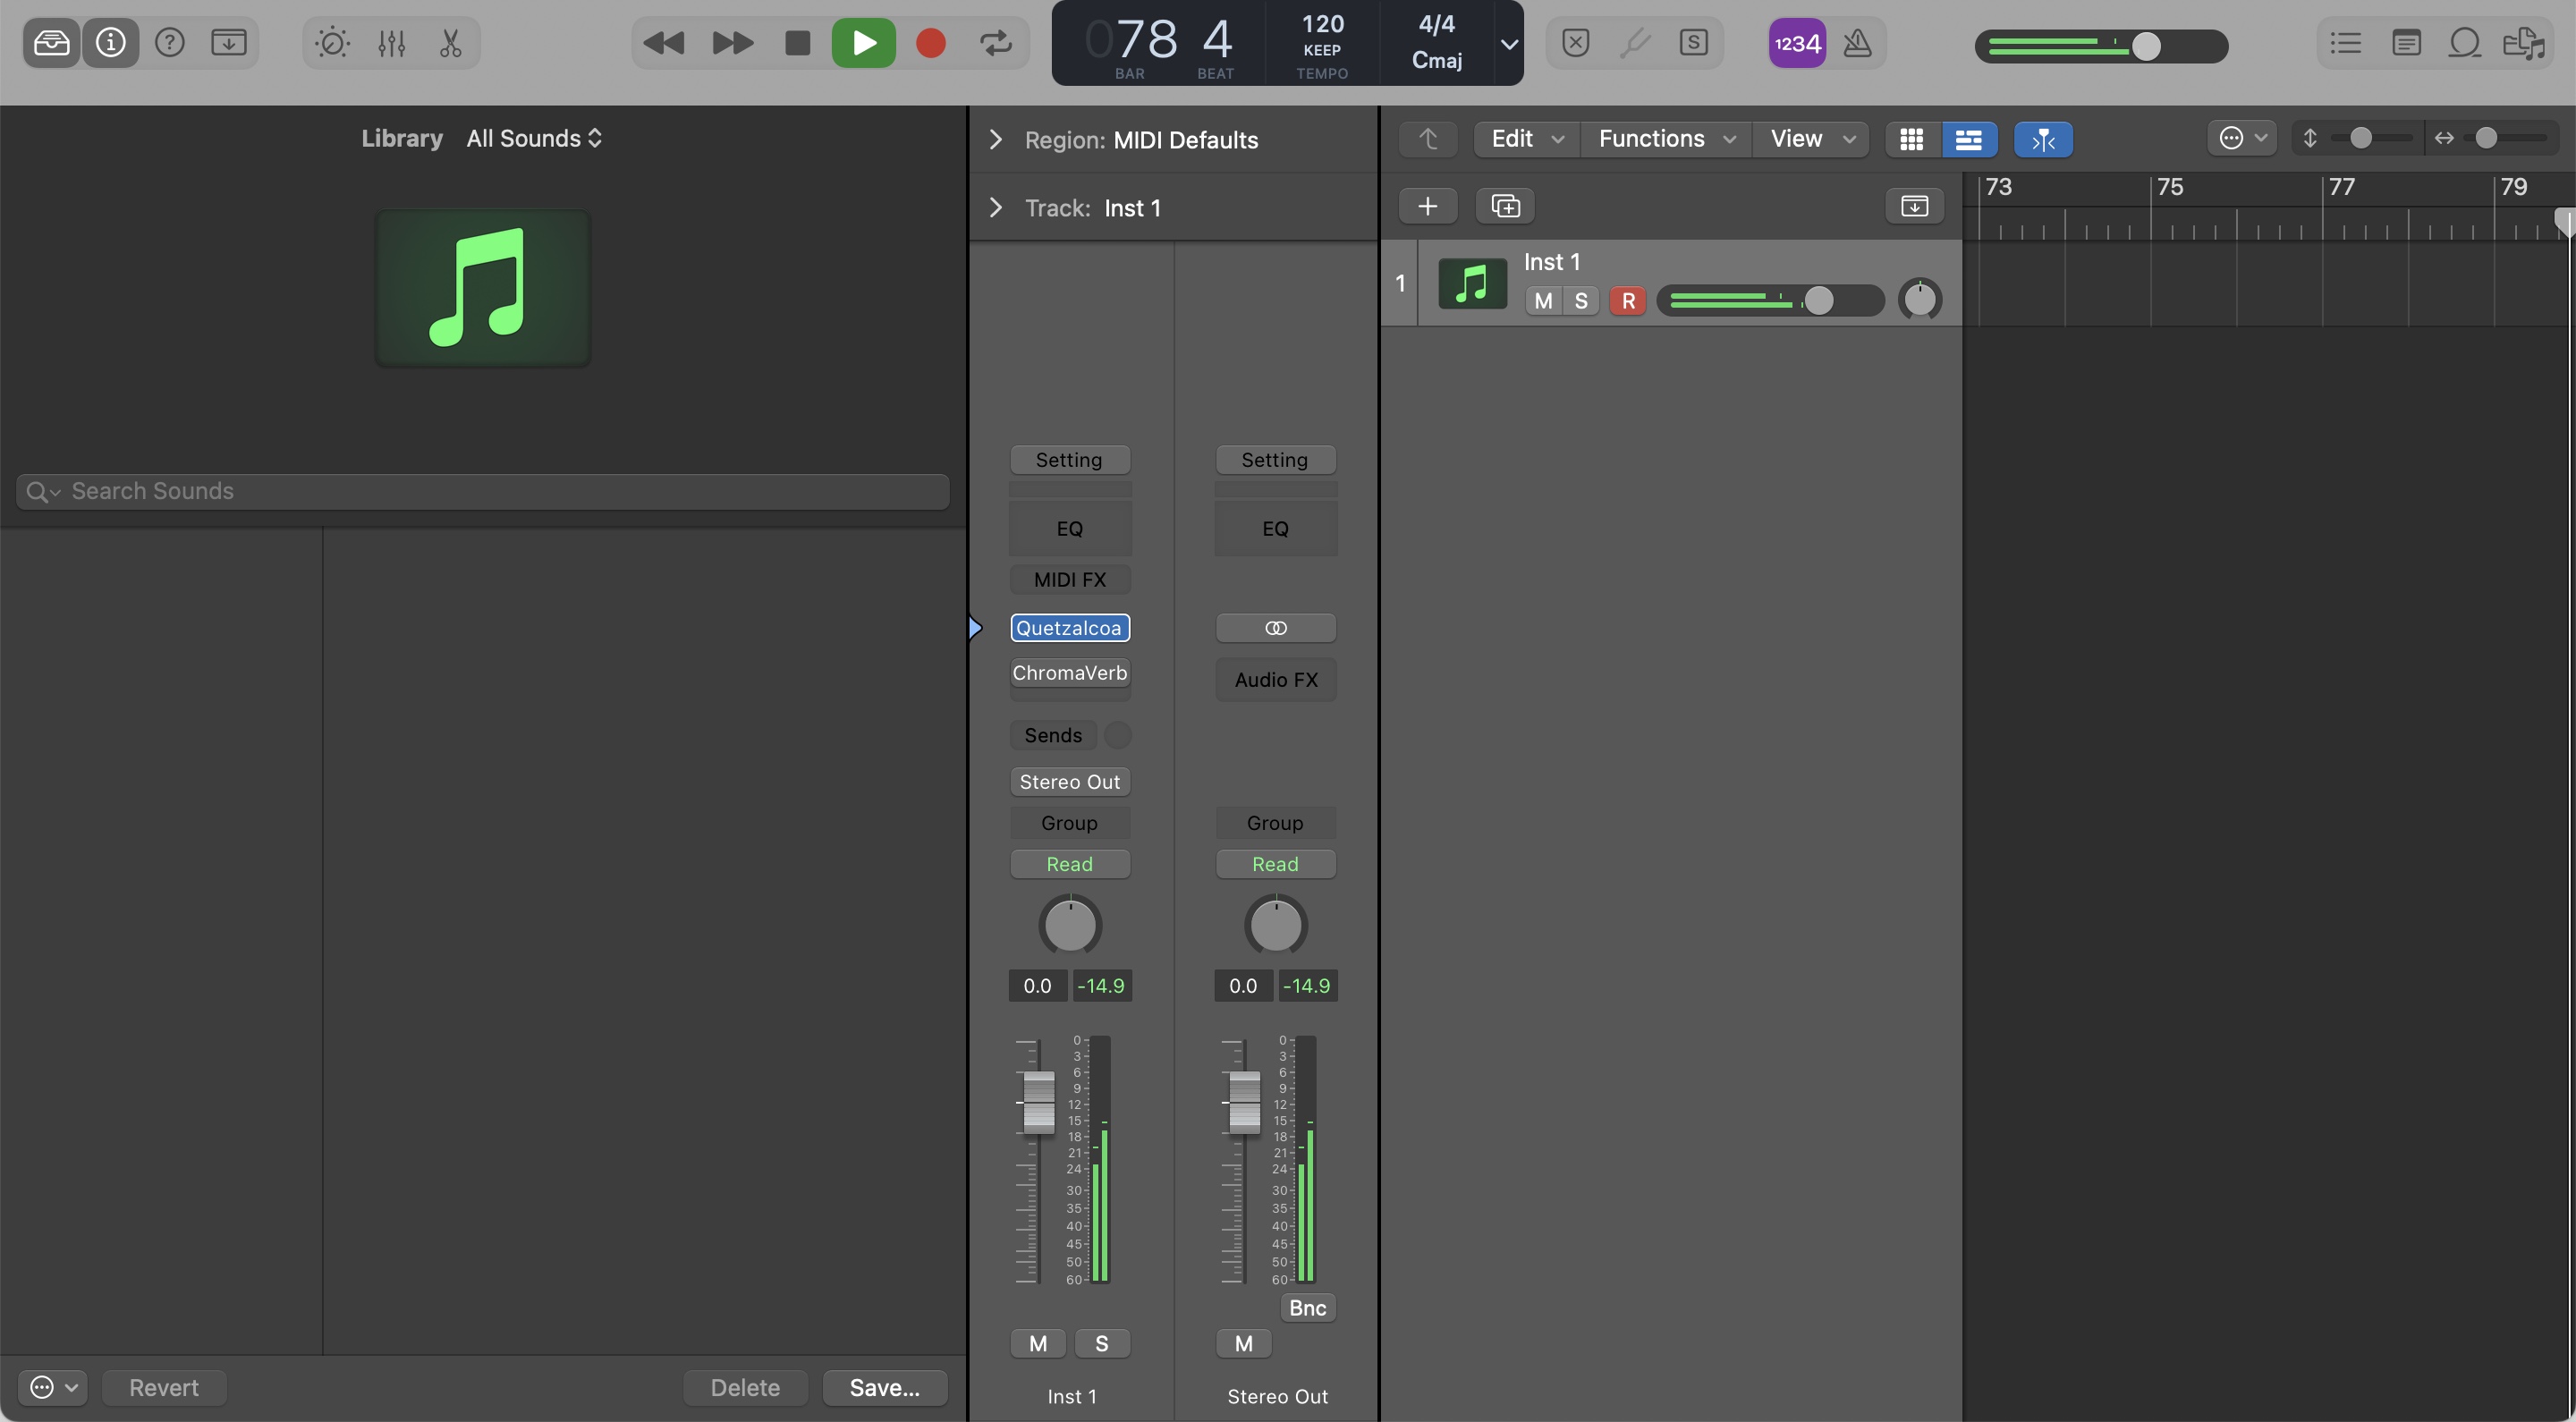 078 4
BAR BEAT
120
KEEP
TEMPO
4/4
Cmaj
S
1234
Library All Sounds
Search Sounds
Revert
Delete
Save...
Region: MIDI Defaults
Track: Inst 1
Setting
EQ
MIDI FX
Quetzalcoa
ChromaVerb
Sends
Stereo Out
Group
Read
0.0 -14.9
0
3
6
9
12
15
18
21
24
30
35
40
45
50
60
M S
Inst 1
Setting
EQ
Audio FX
Group
Read
0.0 -14.9
0
3
6
9
12
15
18
21
24
30
35
40
45
50
60
Bnc
M
Stereo Out
Edit Functions View
73 75 77 79
1
Inst 1
M S R